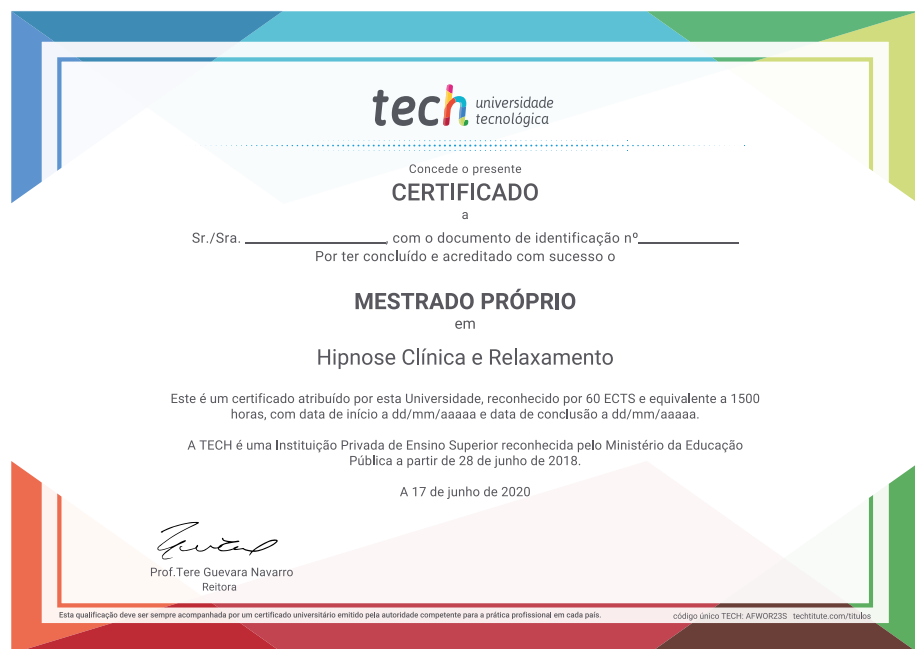 tech universidade
tecnológica
Concede o presente
CERTIFICADO
a
Sr./Sra. ________________, com o documento de identificação nº____________
Por ter concluído e acreditado com sucesso o
MESTRADO PRÓPRIO
em
Hipnose Clínica e Relaxamento
Este é um certificado atribuído por esta Universidade, reconhecido por 60 ECTS e equivalente a 1500
horas, com data de início a dd/mm/aaaaa e data de conclusão a dd/mm/aaaaa.
A TECH é uma Instituição Privada de Ensino Superior reconhecida pelo Ministério da Educação
Pública a partir de 28 de junho de 2018.
A 17 de junho de 2020
Prof.Tere Guevara Navarro
Reitora
Esta qualificação deve ser sempre acompanhada por um certificado universitário emitido pela autoridade competente para a prática profissional em cada país. código único TECH: AFWOR23S techtitute.com/titulos